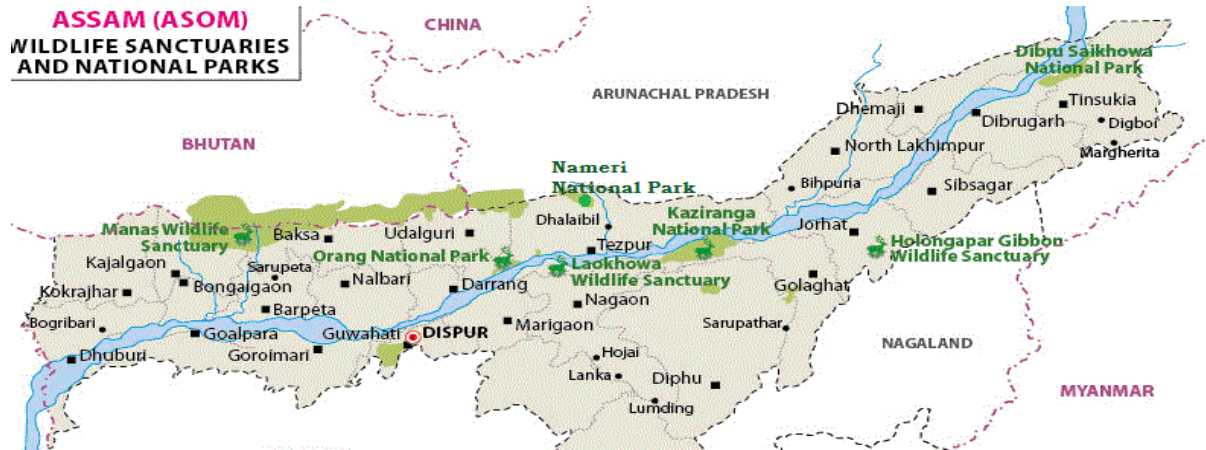 ASSAM (ASOM)
WILDLIFE SANCTUARIES
AND NATIONAL PARKS
CHINA
Dibru Saikhowa
National Park
ARUNACHAL PRADESH
Dhemaji
Tinsukia
Dibrugarh
Digboi
BHUTAN
North Lakhimpur
Margherita
Nameri
National Park
Bihpuria
Sibsagar
Dhalaibil
Kaziranga
National Park
Manas Wildlife
Sanctuary
Baksa
Udalguri
Jorhat
Tezpur
Holongapar Gibbon
Wildlife Sanctuary
Orang National Park
Kajalgaon
Sarupeta
Laokhowa
Wildlife Sanctuary
Golaghat
Kokrajhar
Bongaigaon
Nalbari
Darrang
Nagaon
Bogribari
Barpeta
Marigaon
Sarupathar
Goalpara
Guwahati
DISPUR
NAGALAND
Dhuburi
Goroimari
Hojai
Lanka
Diphu
MYANMAR
Lumding